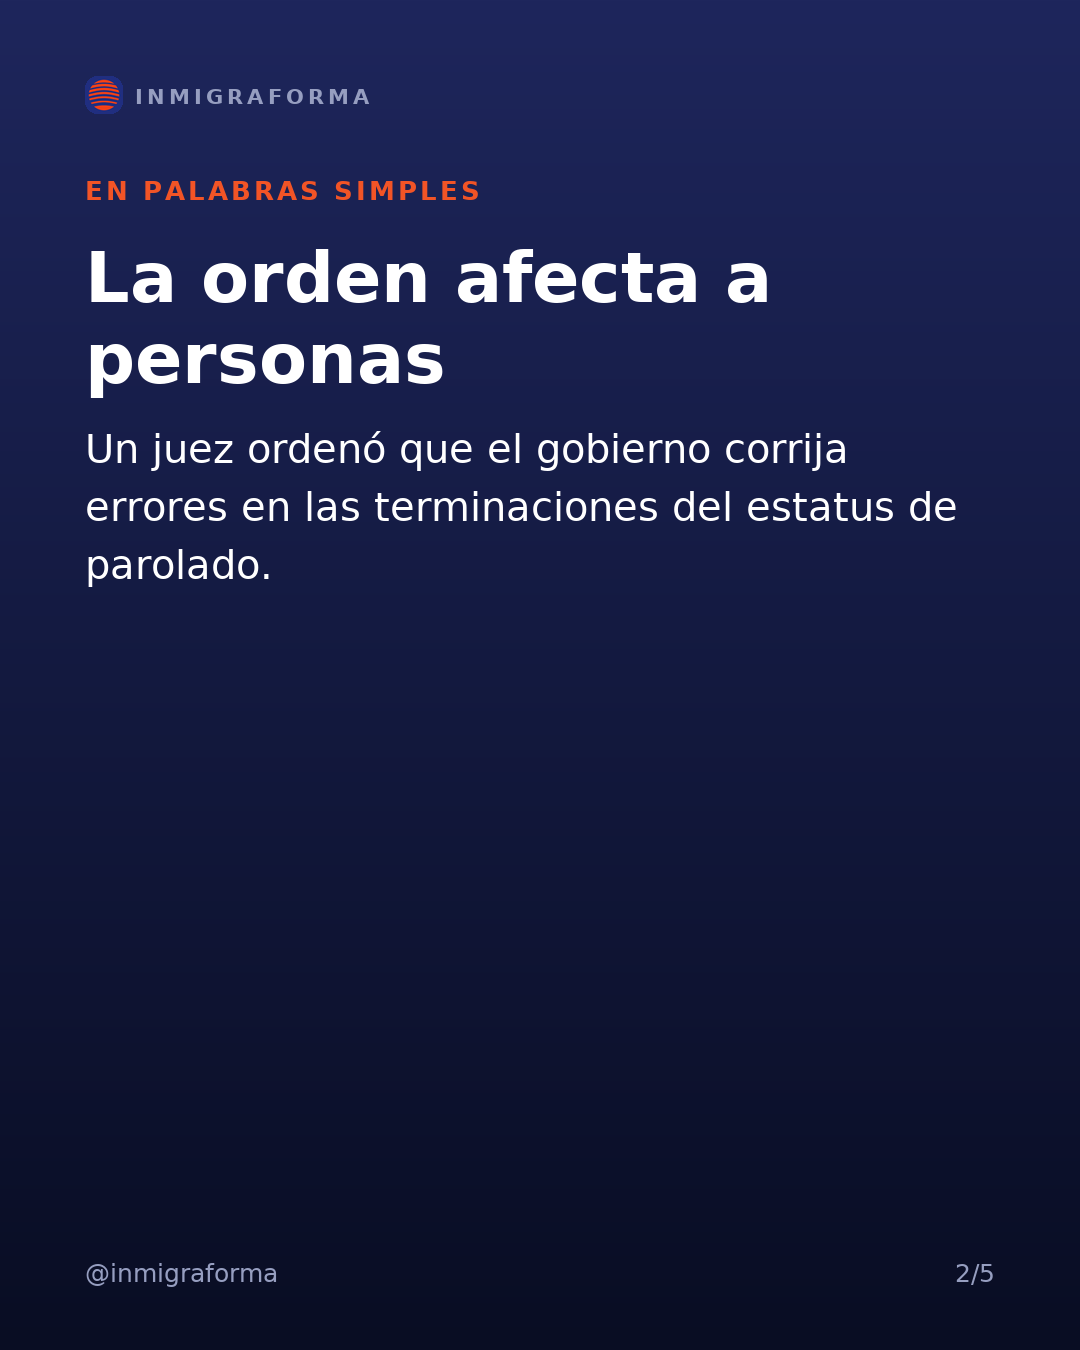 INMIGRAFORMA
EN PALABRAS SIMPLES
La orden afecta a
personas
Un juez ordenó que el gobierno corrija
errores en las terminaciones del estatus de
parolado.
@inmigraforma
2/5